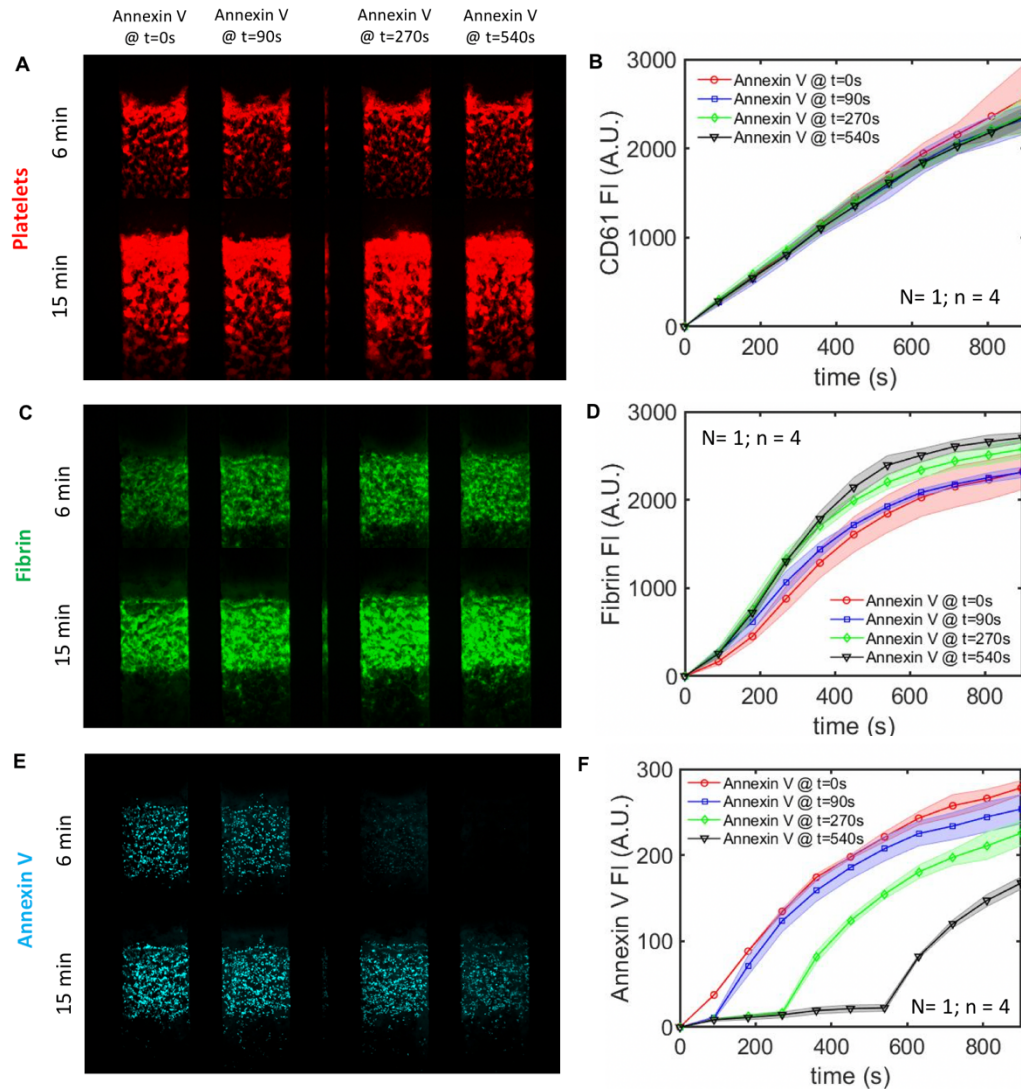 Annexin V @ t=0s
Annexin V @ t=90s
Annexin V @ t=270s
Annexin V @ t=540s
A
Platelets
6 min
15 min
B
3000
2000
1000
0
CD61 FI (A.U.)
Annexin V @ t=0s
Annexin V @ t=90s
Annexin V @ t=270s
Annexin V @ t=540s
N= 1; n = 4
0 200 400 600 800
time (s)
C
Fibrin
6 min
15 min
D
3000
2000
1000
0
Fibrin FI (A.U.)
N= 1; n = 4
Annexin V @ t=0s
Annexin V @ t=90s
Annexin V @ t=270s
Annexin V @ t=540s
0 200 400 600 800
time (s)
E
Annexin V
6 min
15 min
F
300
200
100
0
Annexin V FI (A.U.)
Annexin V @ t=0s
Annexin V @ t=90s
Annexin V @ t=270s
Annexin V @ t=540s
N= 1; n = 4
0 200 400 600 800
time (s)